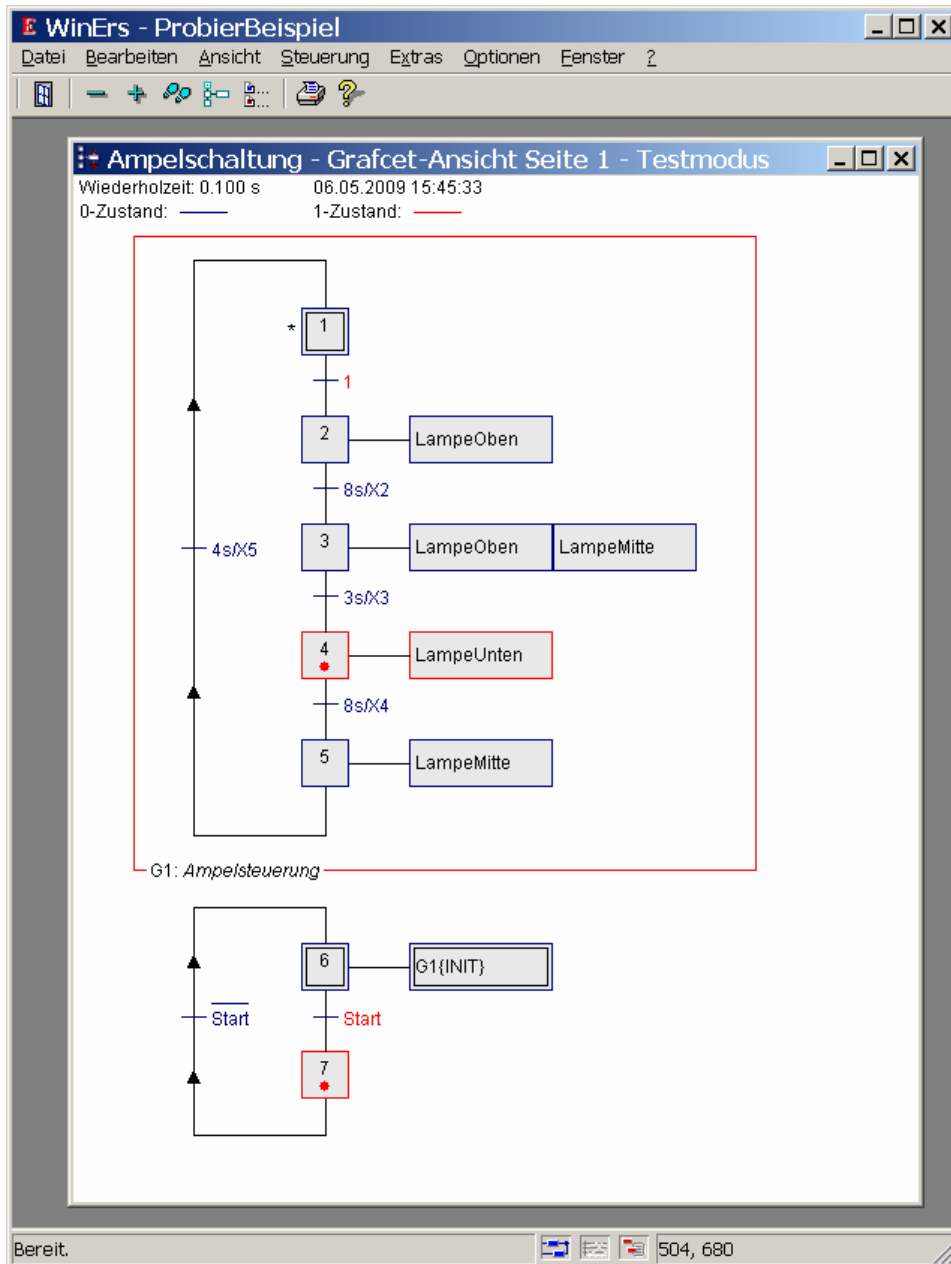 WinErs - ProbierBeispiel
Datei Bearbeiten Ansicht Steuerung Extras Optionen Fenster ?
Ampelschaltung - Grafcet-Ansicht Seite 1 - Testmodus
Wiederholzeit: 0.100 s 06.05.2009 15:45:33
0-Zustand: 1-Zustand:
* 1
1
2 LampeOben
8s/X2
3 LampeOben LampeMitte
4s/X5
3s/X3
4 LampeUnten
8s/X4
5 LampeMitte
G1: Ampelsteuerung
6 G1{INIT}
Start Start
7
Bereit. 504, 680